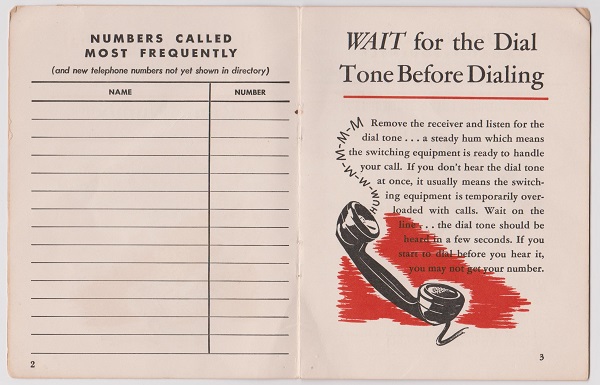 NUMBERS CALLED
MOST FREQUENTLY
(and new telephone numbers not yet shown in directory)
NAME NUMBER
2
WAIT for the Dial
Tone Before Dialing
Remove the receiver and listen for the
dial tone . . . a steady hum which means
the switching equipment is ready to handle
your call. If you don't hear the dial tone
at once, it usually means the switch-
ing equipment is temporarily over-
loaded with calls. Wait on the
line . . . the dial tone should be
heard in a few seconds. If you
start to dial before you hear it,
you may not get your number.
HUM-M-M-M-M-M
3